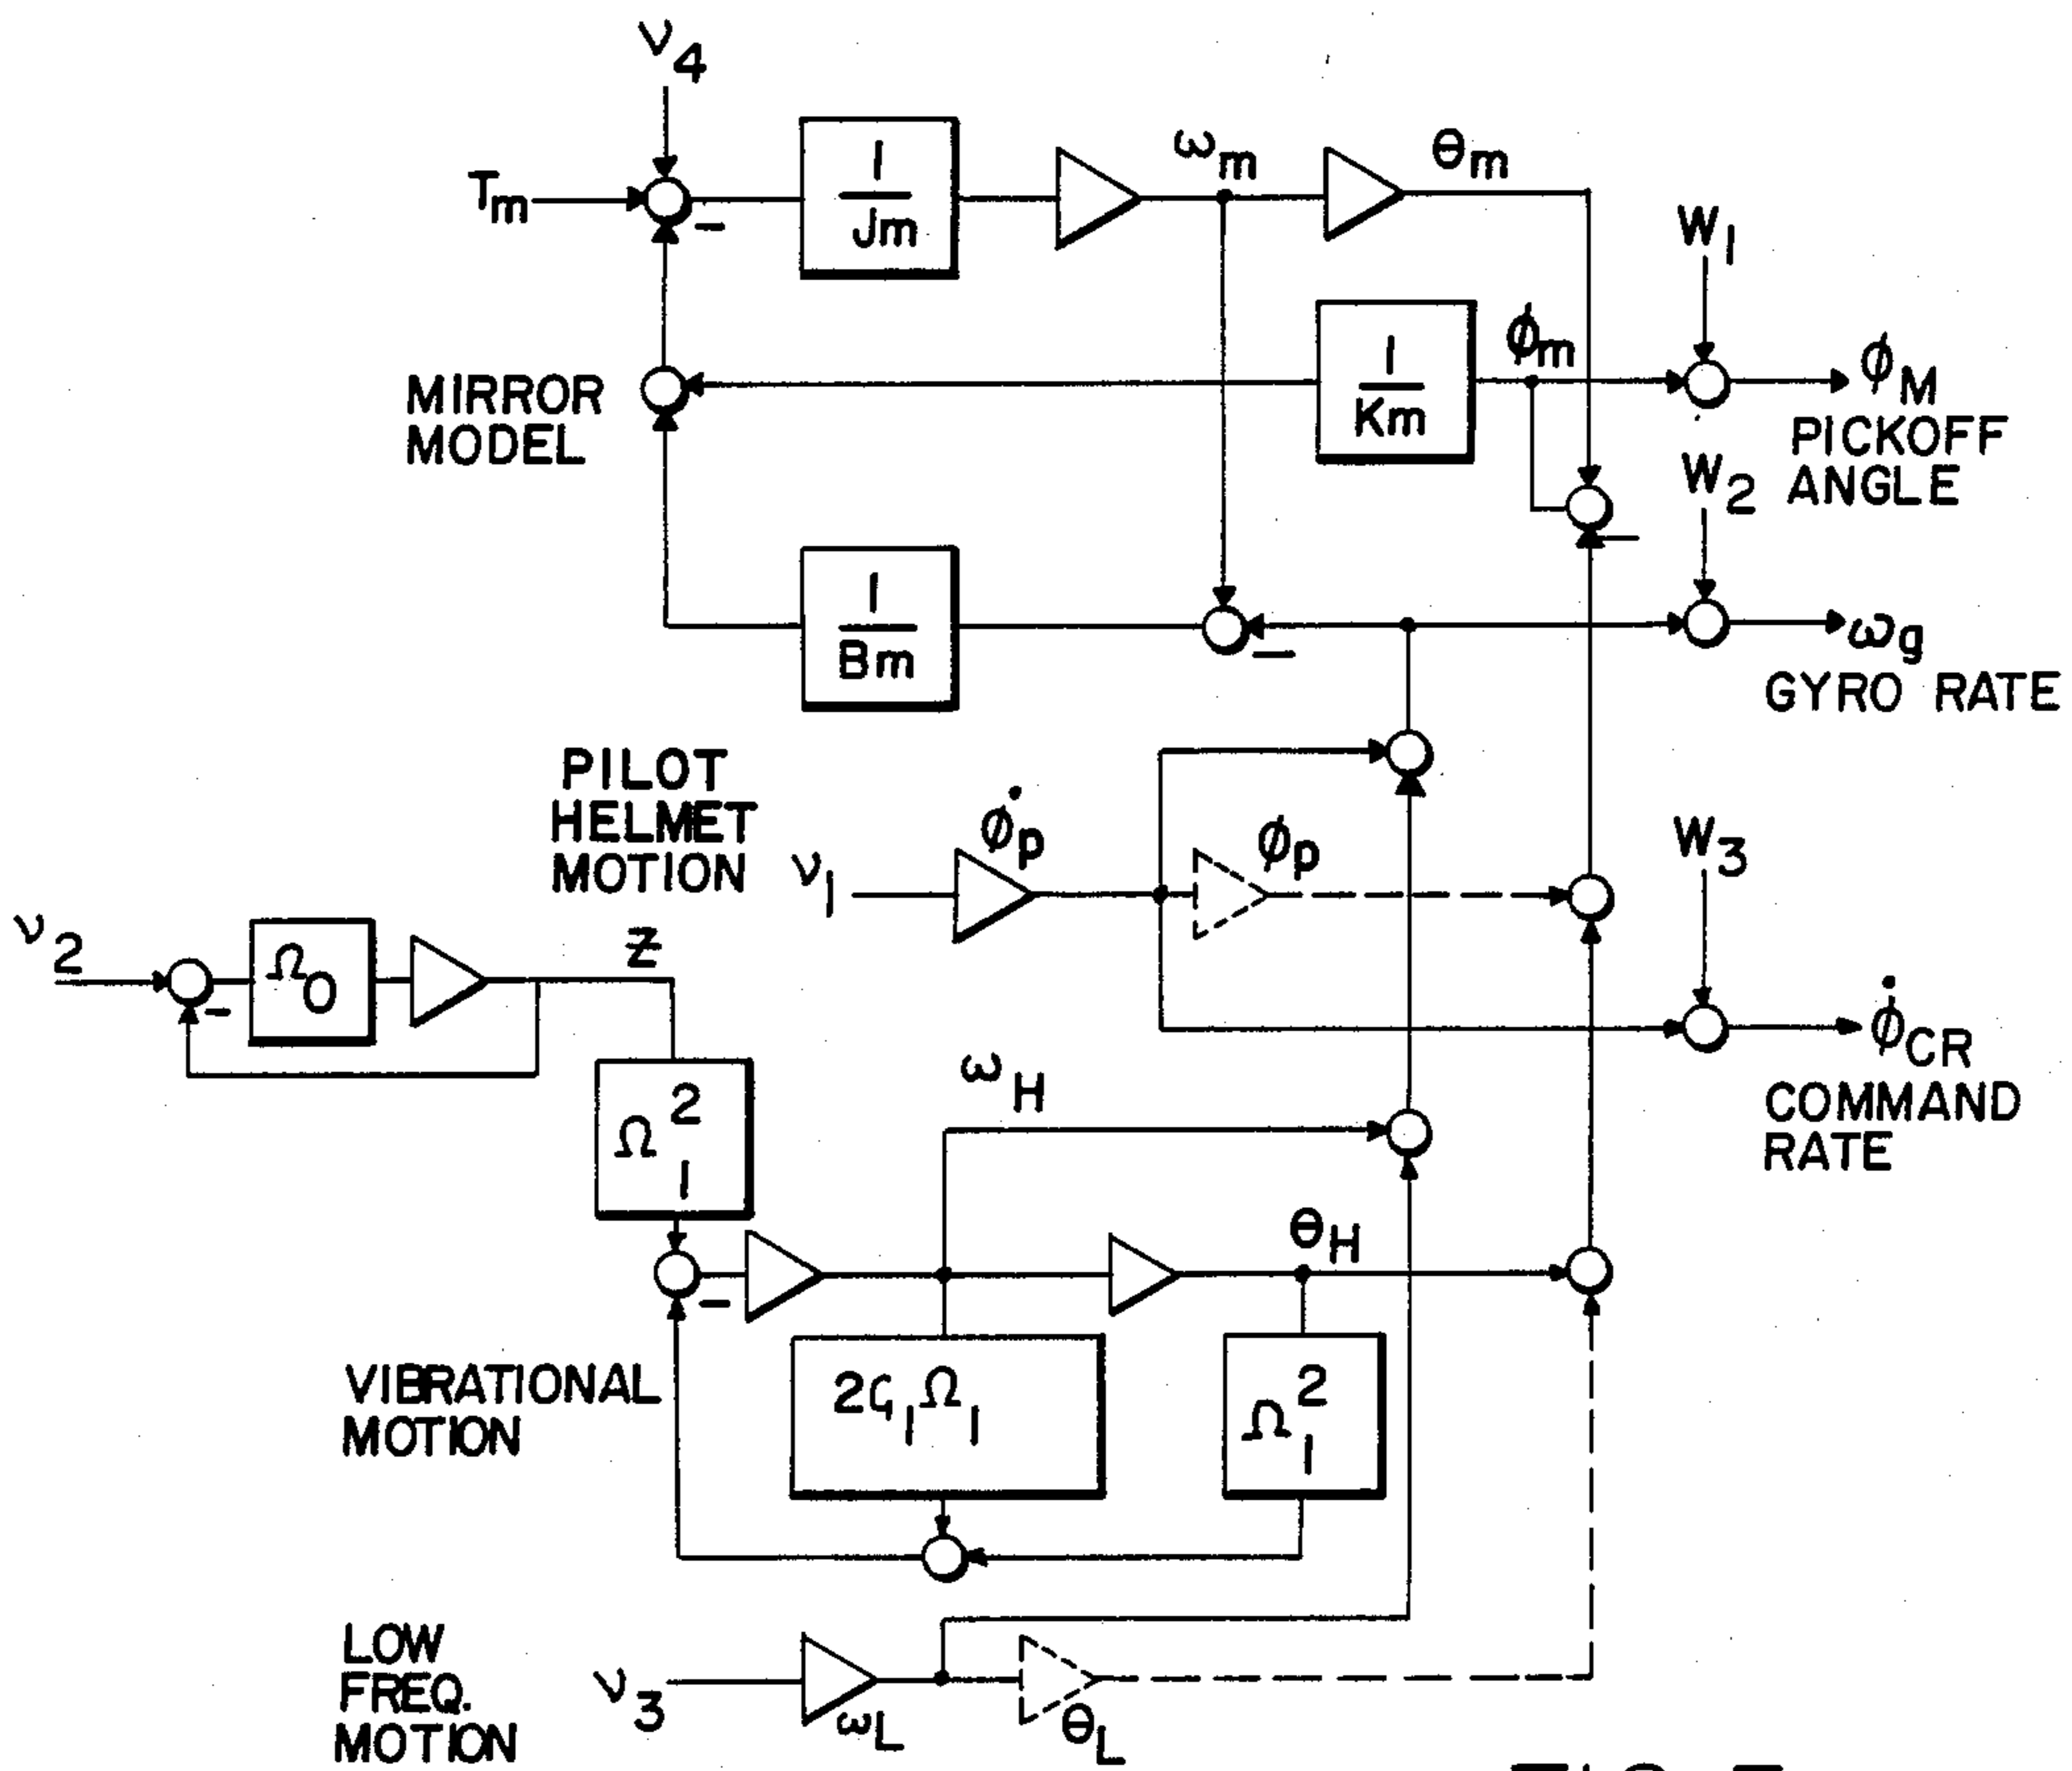 ν4
Tm
1
Jm
ωm
θm
W1
1
Km
ϕm
ϕM
PICKOFF
ANGLE
MIRROR
MODEL
W2
1
Bm
ωg
GYRO RATE
PILOT
HELMET
MOTION
ν1
ϕ̇p
ϕp
W3
ν2
Ω0
Z
ϕ̇CR
COMMAND
RATE
Ω1²
ωH
θH
VIBRATIONAL
MOTION
2ζ1Ω1
Ω1²
LOW
FREQ.
MOTION
ν3
ωL
θL